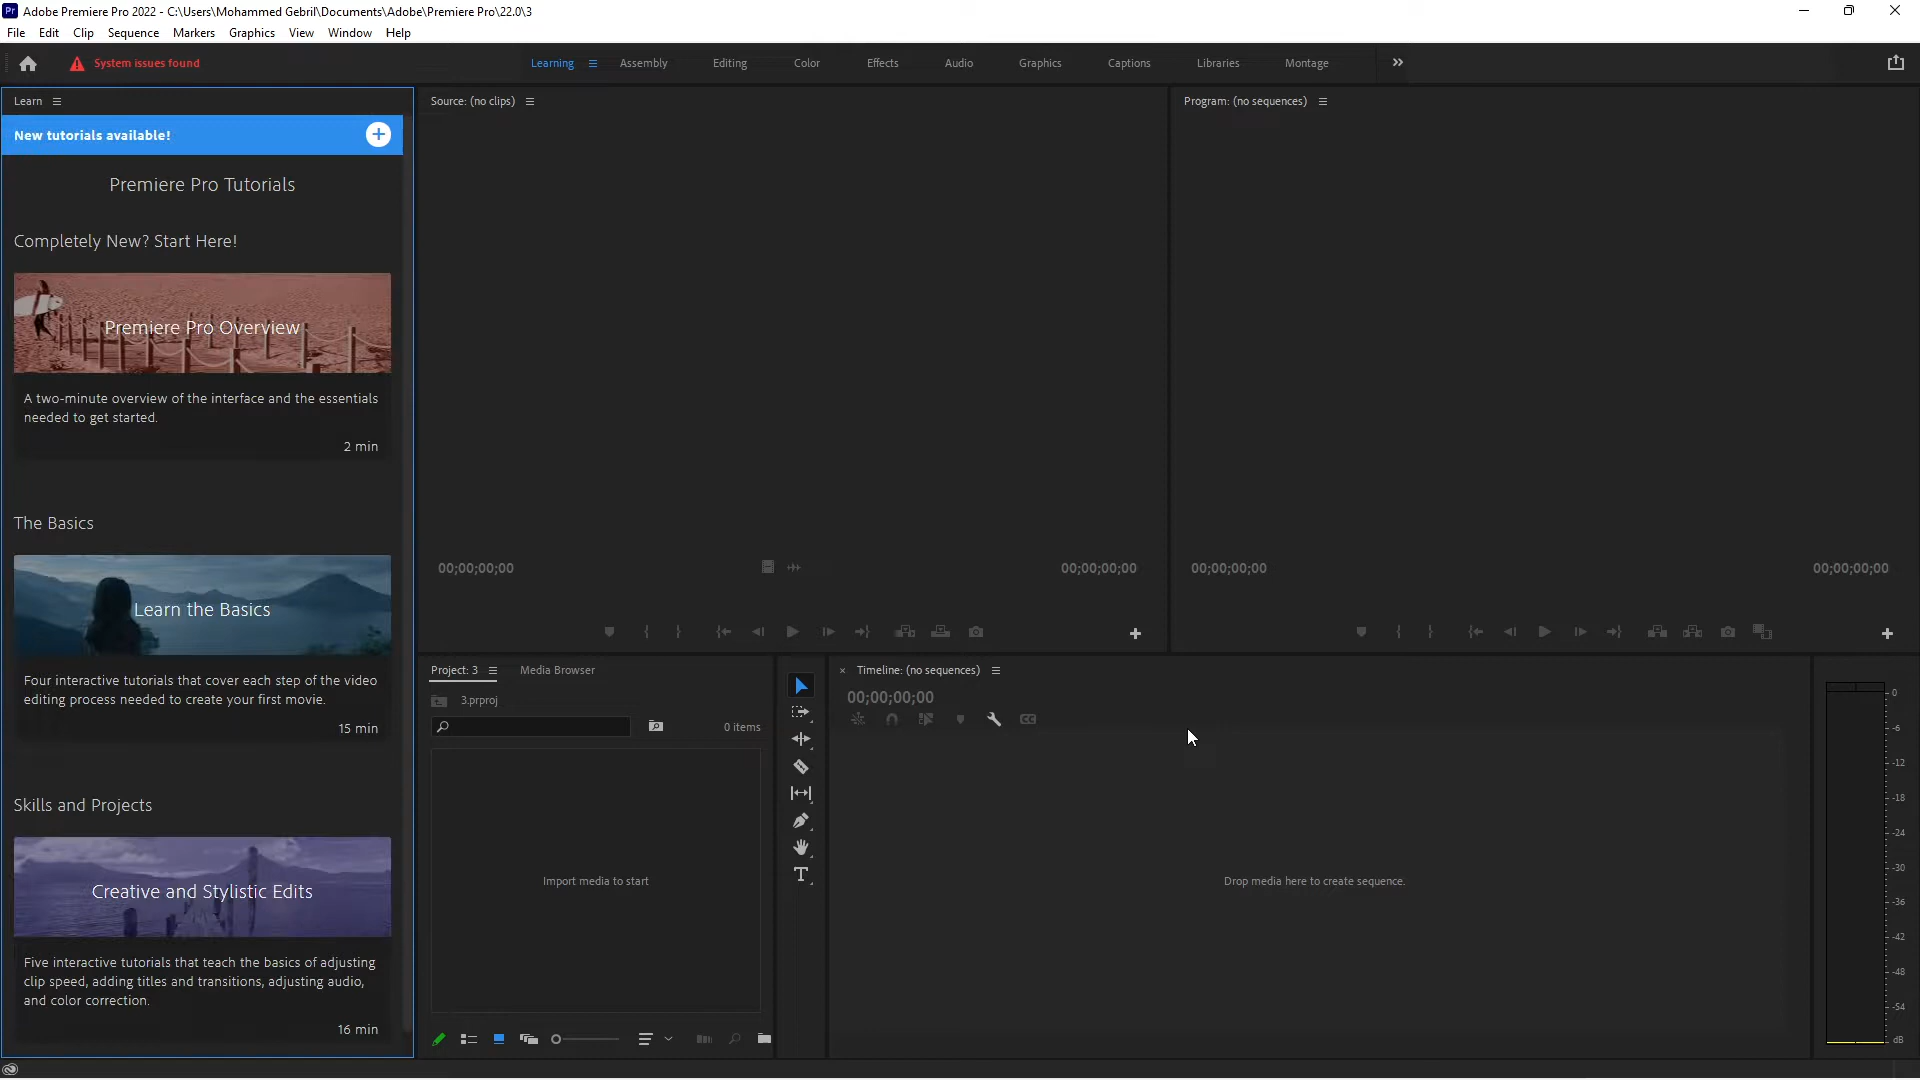 Pr Adobe Premiere Pro 2022 - C:\Users\Mohammed Gebril\Documents\Adobe\Premiere Pro\22.0\3
File Edit Clip Sequence Markers Graphics View Window Help
System issues found
Learning Assembly Editing Color Effects Audio Graphics Captions Libraries Montage
Learn
New tutorials available!
Premiere Pro Tutorials
Completely New? Start Here!
Premiere Pro Overview
A two-minute overview of the interface and the essentials
needed to get started.
2 min
The Basics
Learn the Basics
Four interactive tutorials that cover each step of the video
editing process needed to create your first movie.
15 min
Skills and Projects
Creative and Stylistic Edits
Five interactive tutorials that teach the basics of adjusting
clip speed, adding titles and transitions, adjusting audio,
and color correction.
16 min
Source: (no clips)
00;00;00;00 00;00;00;00
Program: (no sequences)
00;00;00;00 00;00;00;00
Project: 3 Media Browser
3.prproj
0 items
Import media to start
Timeline: (no sequences)
00;00;00;00
CC
Drop media here to create sequence.
0
-6
-12
-18
-24
-30
-36
-42
-48
-54
dB